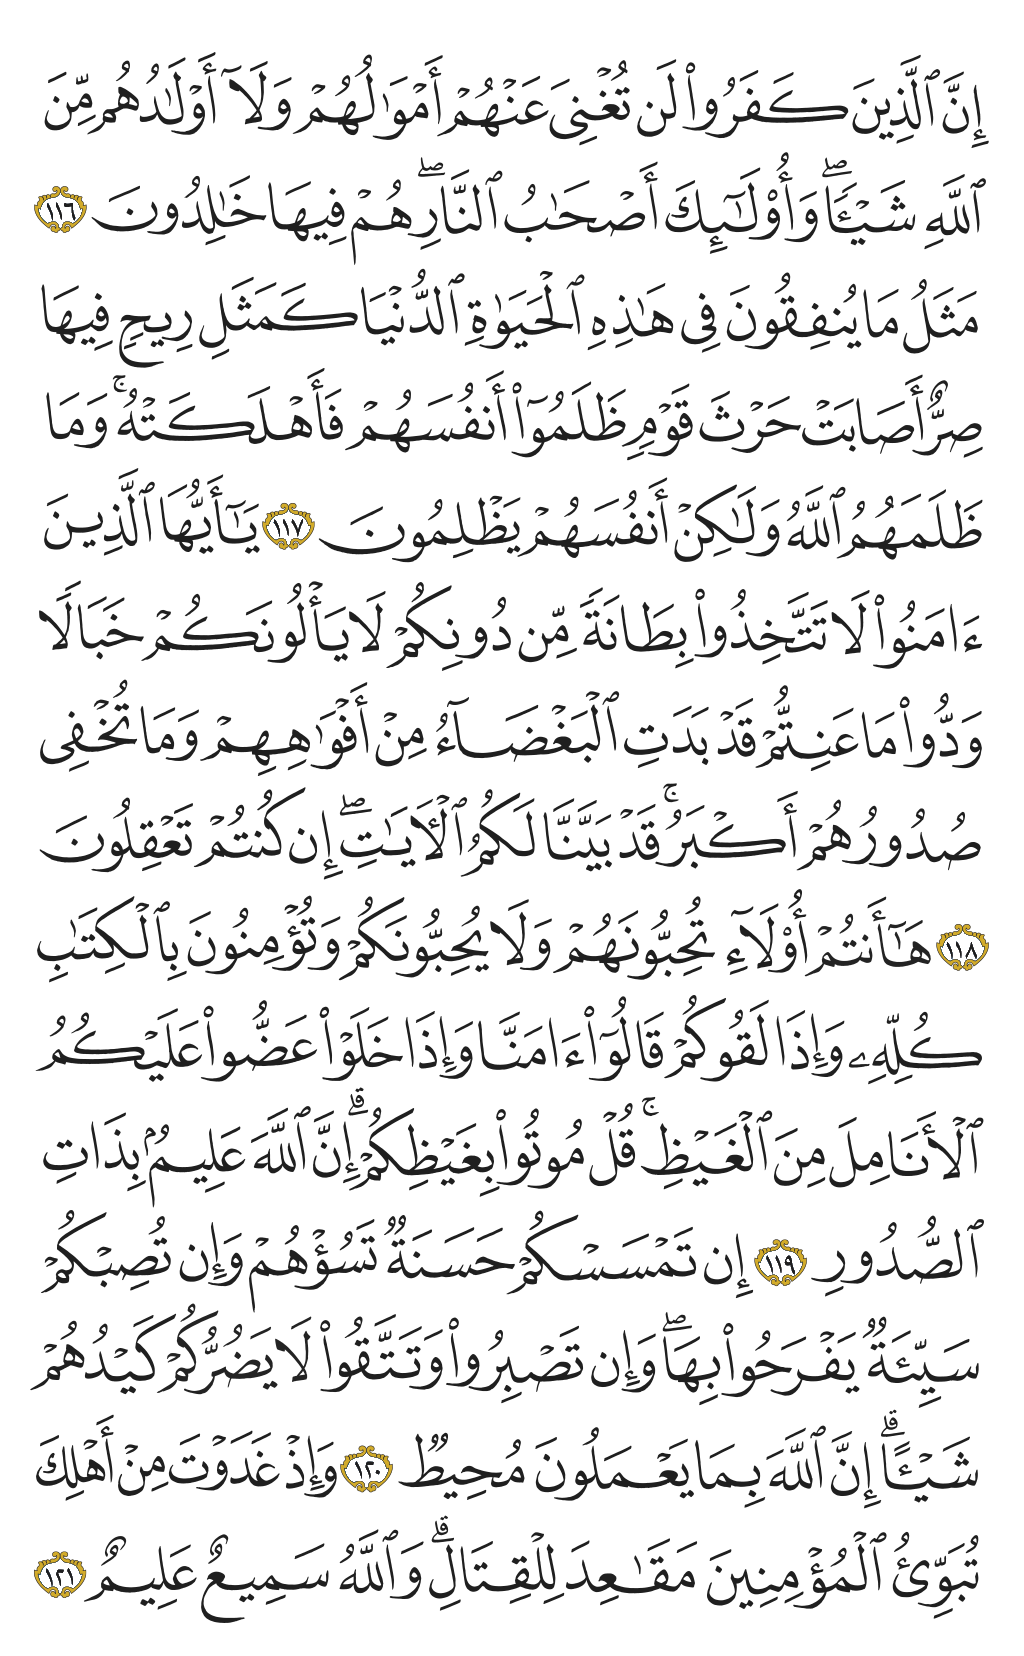 إِنَّ ٱلَّذِينَ كَفَرُوا۟ لَن تُغْنِىَ عَنْهُمْ أَمْوَٰلُهُمْ وَلَآ أَوْلَٰدُهُم مِّنَ
ٱللَّهِ شَيْـًٔا ۖ وَأُو۟لَٰٓئِكَ أَصْحَٰبُ ٱلنَّارِ ۖ هُمْ فِيهَا خَٰلِدُونَ ١١٦
مَثَلُ مَا يُنفِقُونَ فِى هَٰذِهِ ٱلْحَيَوٰةِ ٱلدُّنْيَا كَمَثَلِ رِيحٍ فِيهَا
صِرٌّ أَصَابَتْ حَرْثَ قَوْمٍ ظَلَمُوٓا۟ أَنفُسَهُمْ فَأَهْلَكَتْهُ ۚ وَمَا
ظَلَمَهُمُ ٱللَّهُ وَلَٰكِنْ أَنفُسَهُمْ يَظْلِمُونَ ١١٧ يَٰٓأَيُّهَا ٱلَّذِينَ
ءَامَنُوا۟ لَا تَتَّخِذُوا۟ بِطَانَةً مِّن دُونِكُمْ لَا يَأْلُونَكُمْ خَبَالًا
وَدُّوا۟ مَا عَنِتُّمْ قَدْ بَدَتِ ٱلْبَغْضَآءُ مِنْ أَفْوَٰهِهِمْ وَمَا تُخْفِى
صُدُورُهُمْ أَكْبَرُ ۚ قَدْ بَيَّنَّا لَكُمُ ٱلْـَٔايَٰتِ ۖ إِن كُنتُمْ تَعْقِلُونَ
١١٨ هَٰٓأَنتُمْ أُو۟لَآءِ تُحِبُّونَهُمْ وَلَا يُحِبُّونَكُمْ وَتُؤْمِنُونَ بِٱلْكِتَٰبِ
كُلِّهِۦ وَإِذَا لَقُوكُمْ قَالُوٓا۟ ءَامَنَّا وَإِذَا خَلَوْا۟ عَضُّوا۟ عَلَيْكُمُ
ٱلْأَنَامِلَ مِنَ ٱلْغَيْظِ ۚ قُلْ مُوتُوا۟ بِغَيْظِكُمْ ۗ إِنَّ ٱللَّهَ عَلِيمٌۢ بِذَاتِ
ٱلصُّدُورِ ١١٩ إِن تَمْسَسْكُمْ حَسَنَةٌ تَسُؤْهُمْ وَإِن تُصِبْكُمْ
سَيِّئَةٌ يَفْرَحُوا۟ بِهَا ۖ وَإِن تَصْبِرُوا۟ وَتَتَّقُوا۟ لَا يَضُرُّكُمْ كَيْدُهُمْ
شَيْـًٔا ۗ إِنَّ ٱللَّهَ بِمَا يَعْمَلُونَ مُحِيطٌ ١٢٠ وَإِذْ غَدَوْتَ مِنْ أَهْلِكَ
تُبَوِّئُ ٱلْمُؤْمِنِينَ مَقَٰعِدَ لِلْقِتَالِ ۗ وَٱللَّهُ سَمِيعٌ عَلِيمٌ ١٢١